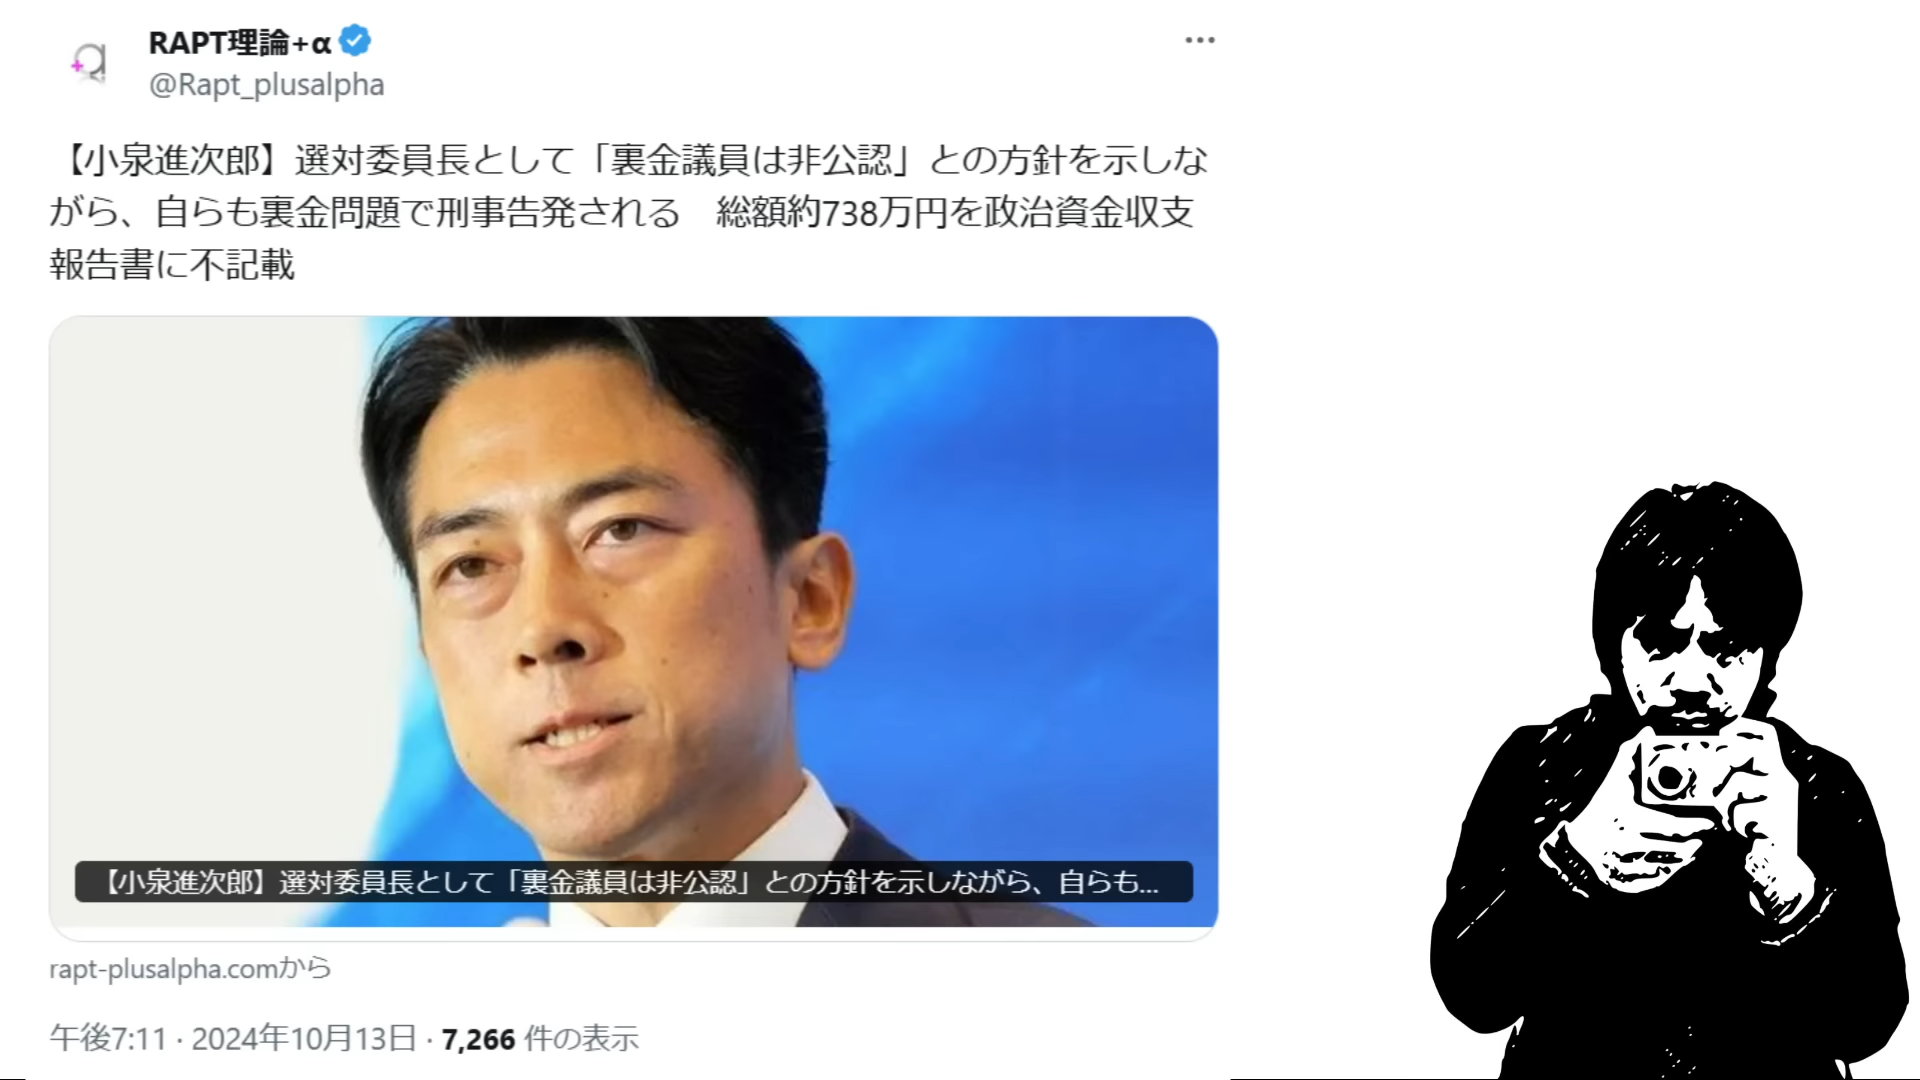 RAPT理論+α
@Rapt_plusalpha
【小泉進次郎】選対委員長として「裏金議員は非公認」との方針を示しな
がら、自らも裏金問題で刑事告発される　総額約738万円を政治資金収支
報告書に不記載
【小泉進次郎】選対委員長として「裏金議員は非公認」との方針を示しながら、自らも...
rapt-plusalpha.comから
午後7:11 · 2024年10月13日 · 7,266 件の表示